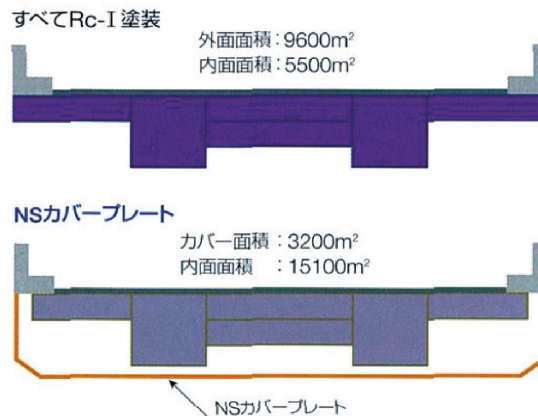 すべてRc-Ⅰ塗装
外面面積：9600m²
内面面積：5500m²
NSカバープレート
カバー面積：3200m²
内面面積　：15100m²
NSカバープレート